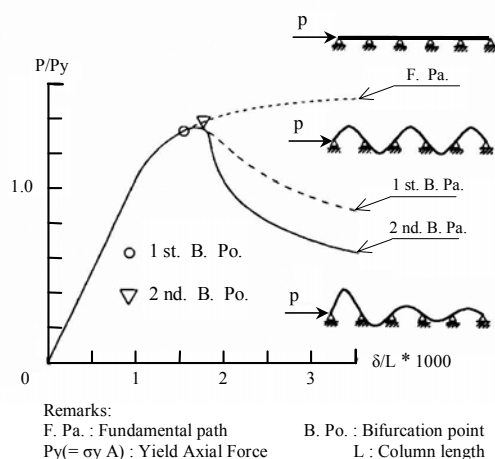 p
P/Py
F. Pa.
p
1.0
1 st. B. Pa.
1 st. B. Po.
2 nd. B. Pa.
2 nd. B. Po.
p
0
1 2 3
δ/L * 1000
Remarks:
F. Pa. : Fundamental path B. Po. : Bifurcation point
Py(= σy A) : Yield Axial Force L : Column length